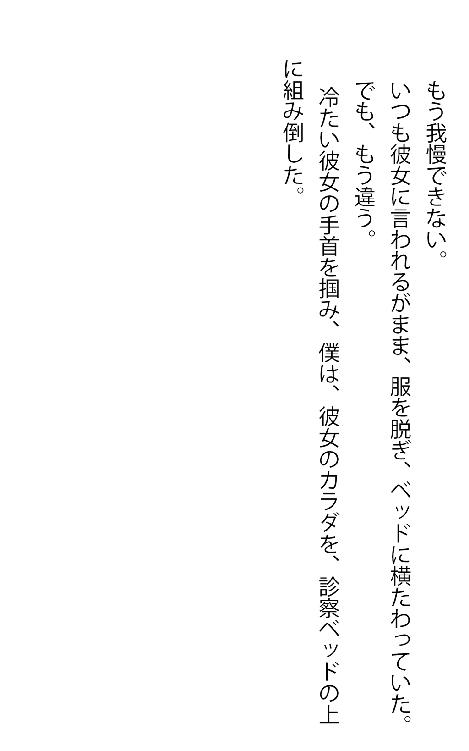 もう我慢できない。
いつも彼女に言われるがまま、服を脱ぎ、ベッドに横たわっていた。
でも、もう違う。
冷たい彼女の手首を掴み、僕は、彼女のカラダを、診察ベッドの上
に組み倒した。